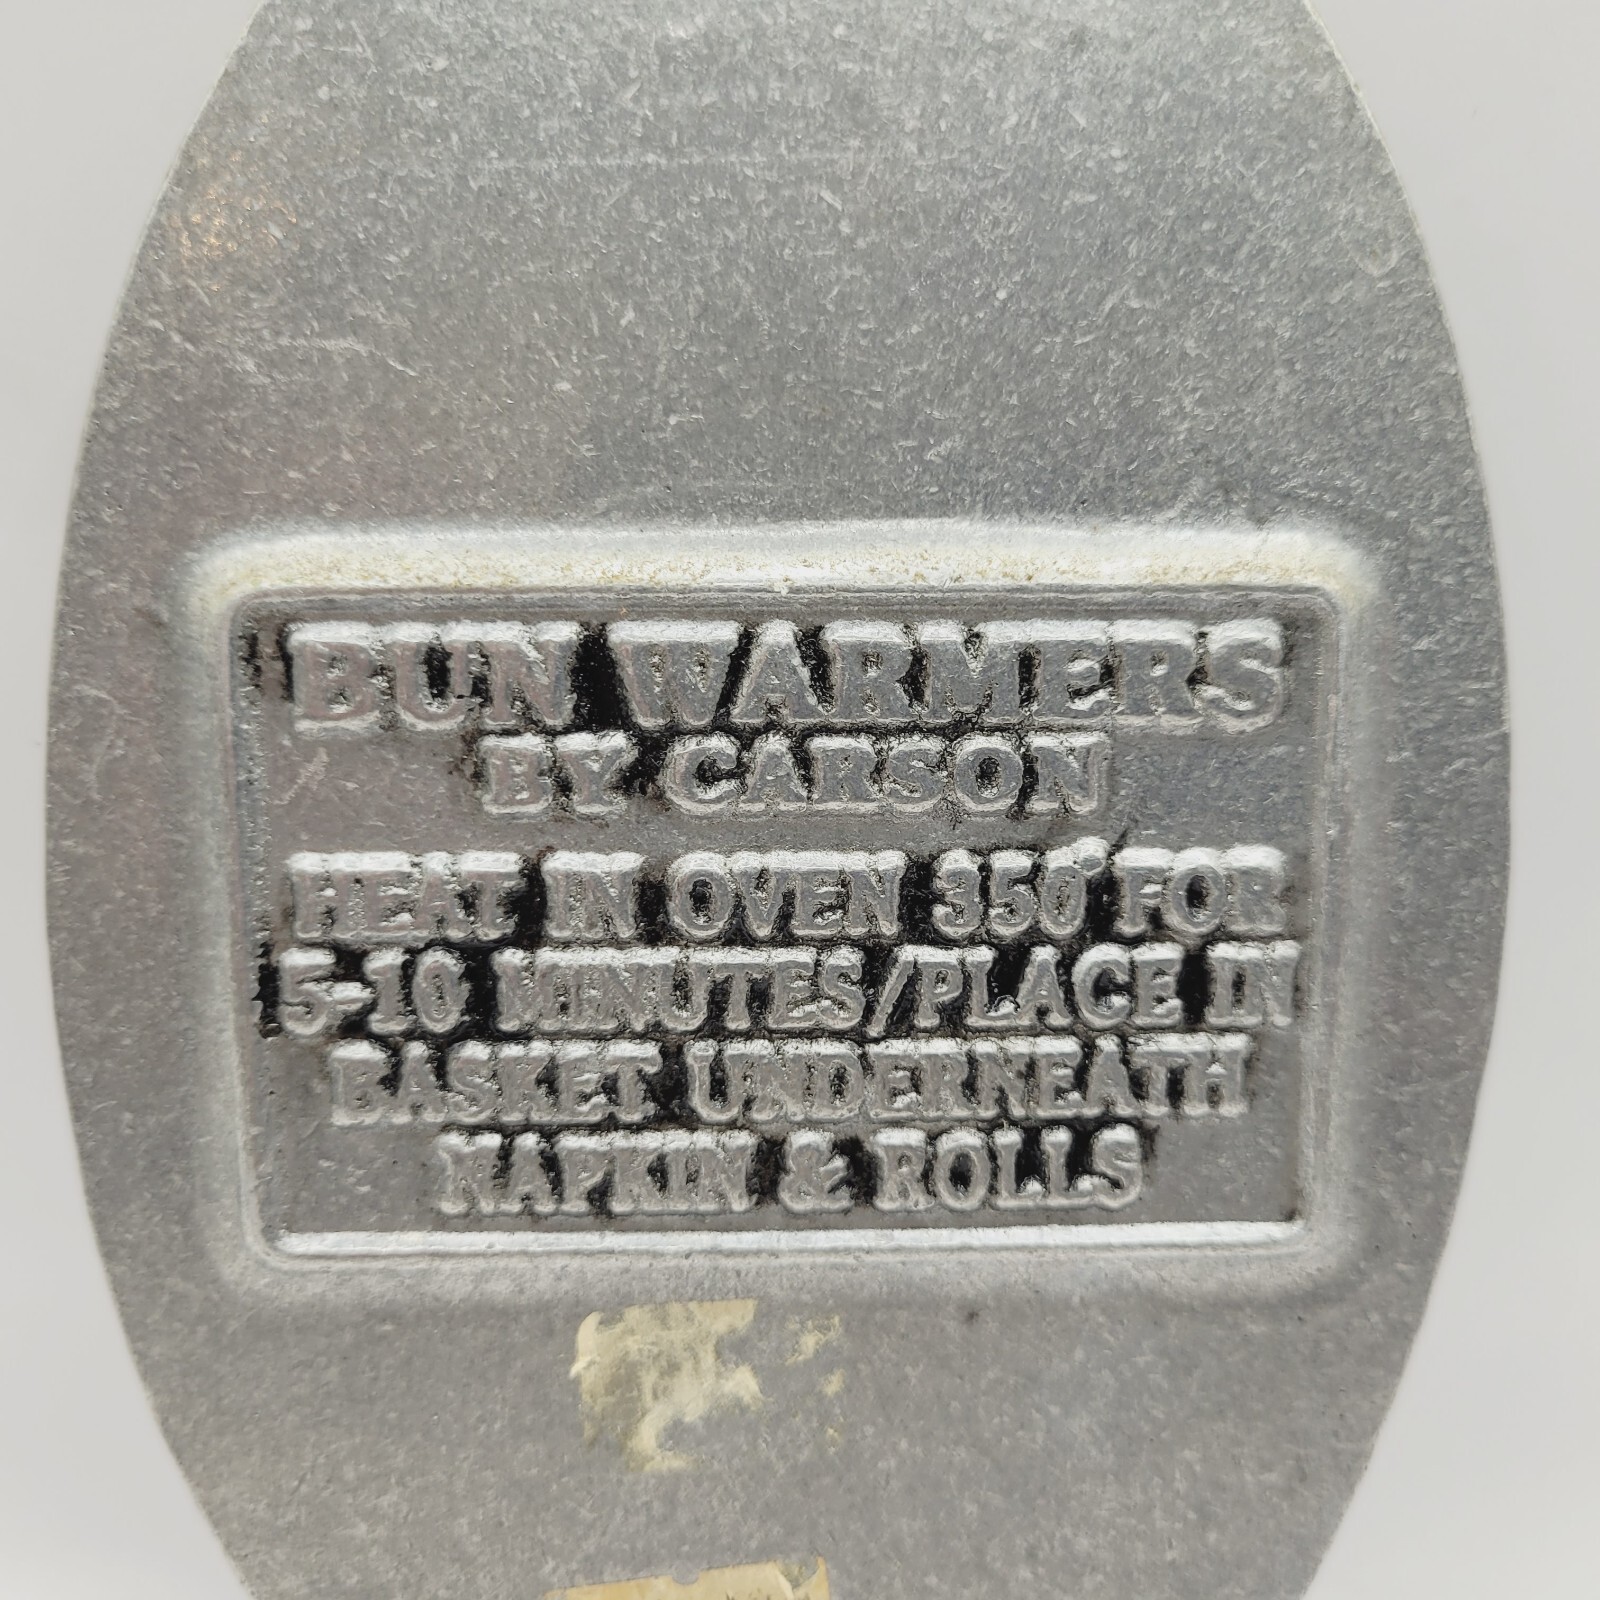 BUN WARMERS
BY CARSON
HEAT IN OVEN 350° FOR
5-10 MINUTES/PLACE IN
BASKET UNDERNEATH
NAPKIN & ROLLS